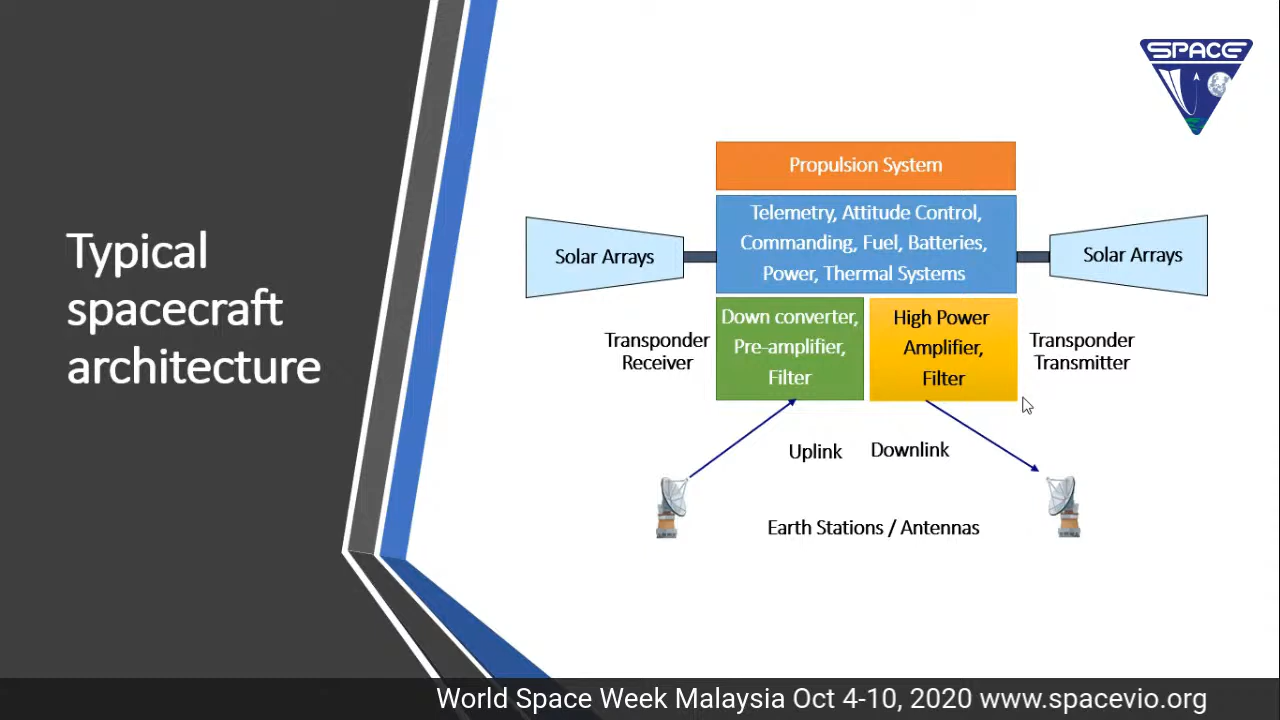 SPACE
Typical
spacecraft
architecture
Propulsion System
Telemetry, Attitude Control,
Commanding, Fuel, Batteries,
Power, Thermal Systems
Solar Arrays
Solar Arrays
Transponder
Receiver
Down converter,
Pre-amplifier,
Filter
High Power
Amplifier,
Filter
Transponder
Transmitter
Uplink
Downlink
Earth Stations / Antennas
World Space Week Malaysia Oct 4-10, 2020 www.spacevio.org